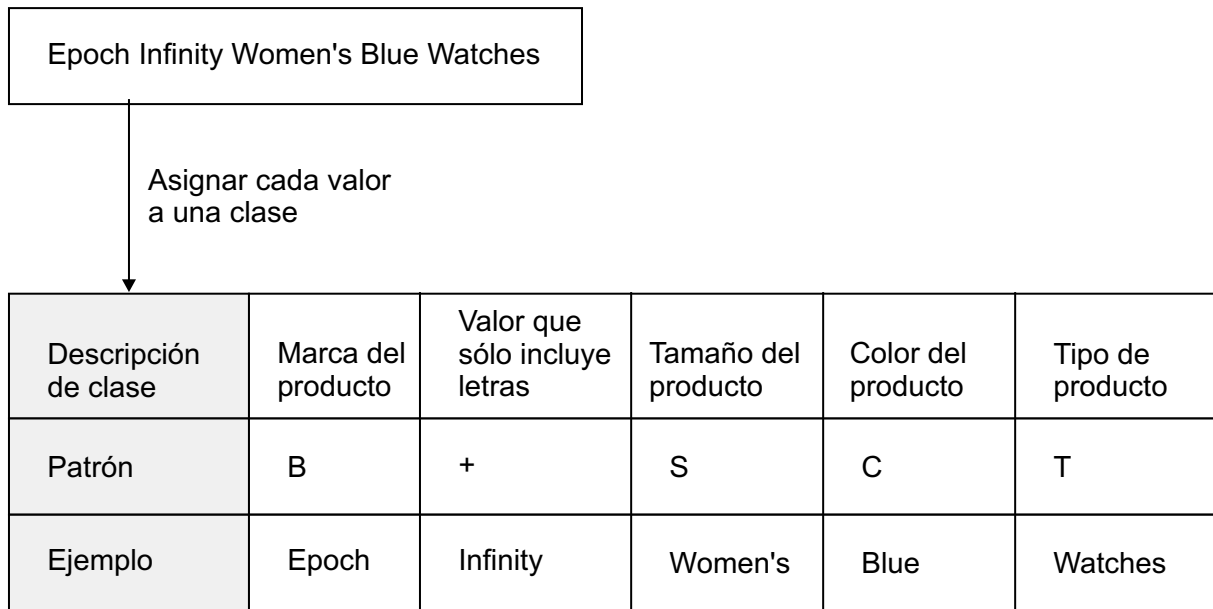 Epoch Infinity Women's Blue Watches
Asignar cada valor
a una clase
Descripción
de clase
Marca del
producto
Valor que
sólo incluye
letras
Tamaño del
producto
Color del
producto
Tipo de
producto
Patrón
B
+
S
C
T
Ejemplo
Epoch
Infinity
Women's
Blue
Watches